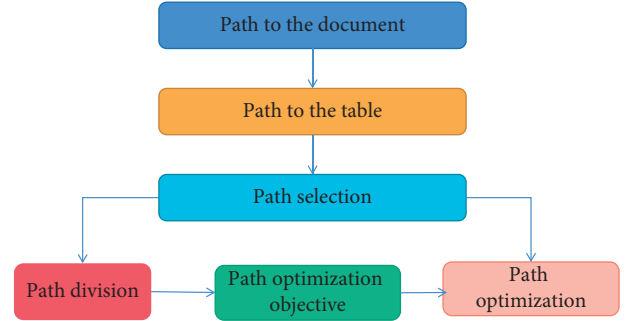 Path to the document
Path to the table
Path selection
Path division
Path optimization
objective
Path
optimization